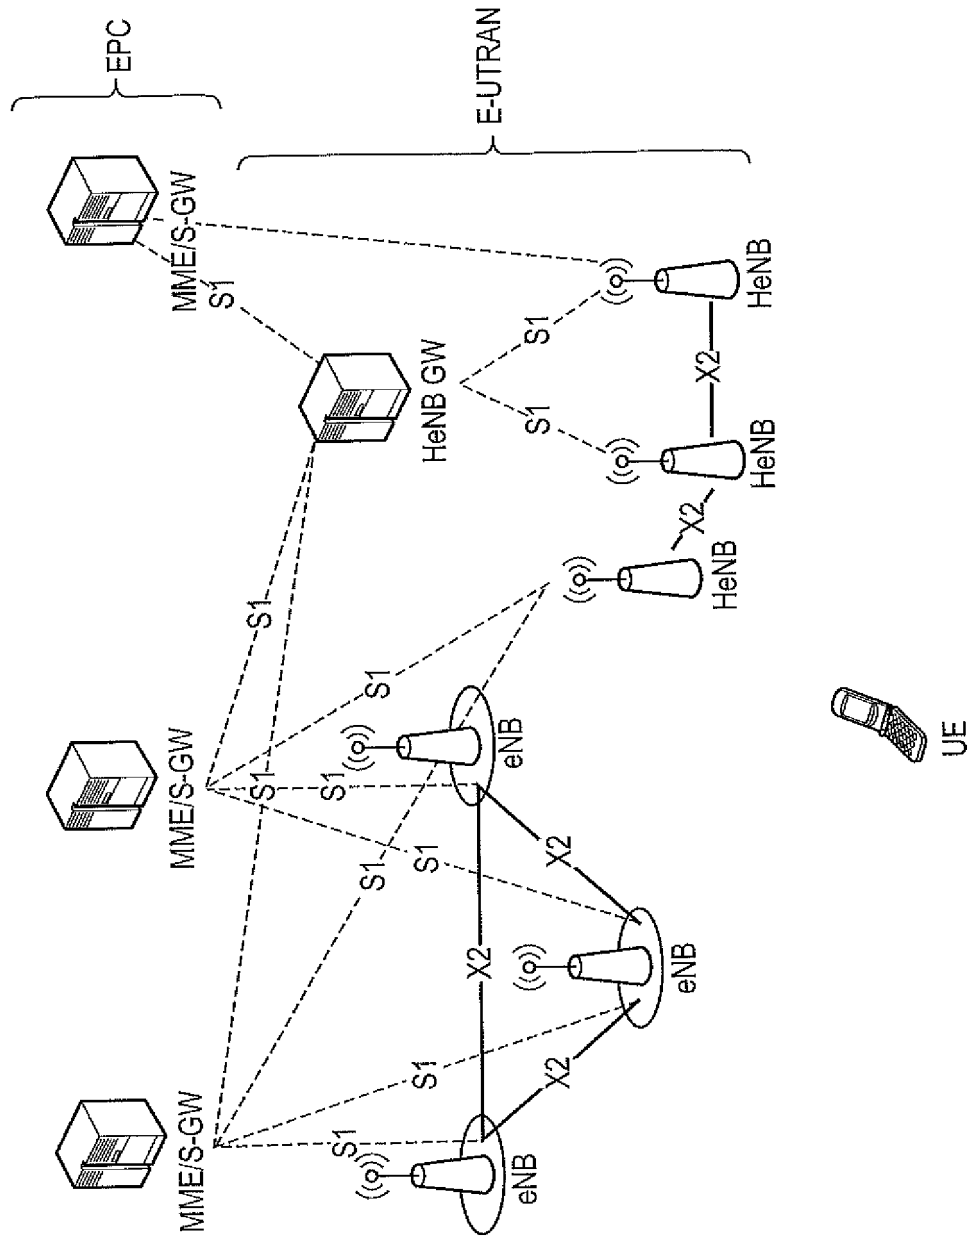 EPC
MME/S-GW
MME/S-GW
MME/S-GW
S1
S1
S1
S1
S1
S1
S1
S1
S1
HeNB GW
E-UTRAN
X2
eNB
eNB
S1
S1
X2
X2
eNB
X2
X2
HeNB
HeNB
HeNB
UE